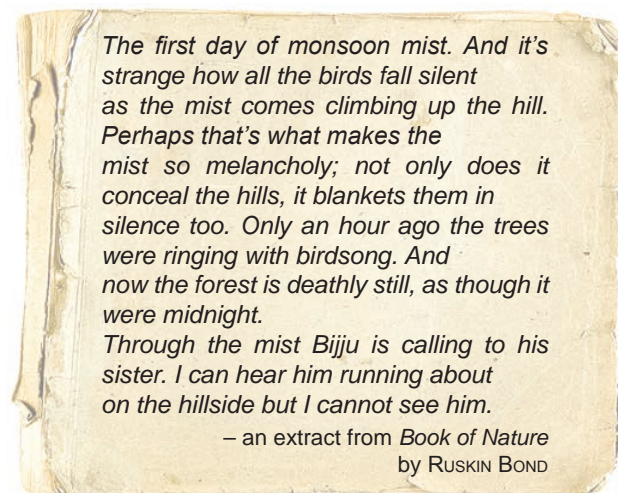 The first day of monsoon mist. And it's
strange how all the birds fall silent
as the mist comes climbing up the hill.
Perhaps that's what makes the
mist so melancholy; not only does it
conceal the hills, it blankets them in
silence too. Only an hour ago the trees
were ringing with birdsong. And
now the forest is deathly still, as though it
were midnight.
Through the mist Bijju is calling to his
sister. I can hear him running about
on the hillside but I cannot see him.
– an extract from Book of Nature
by RUSKIN BOND